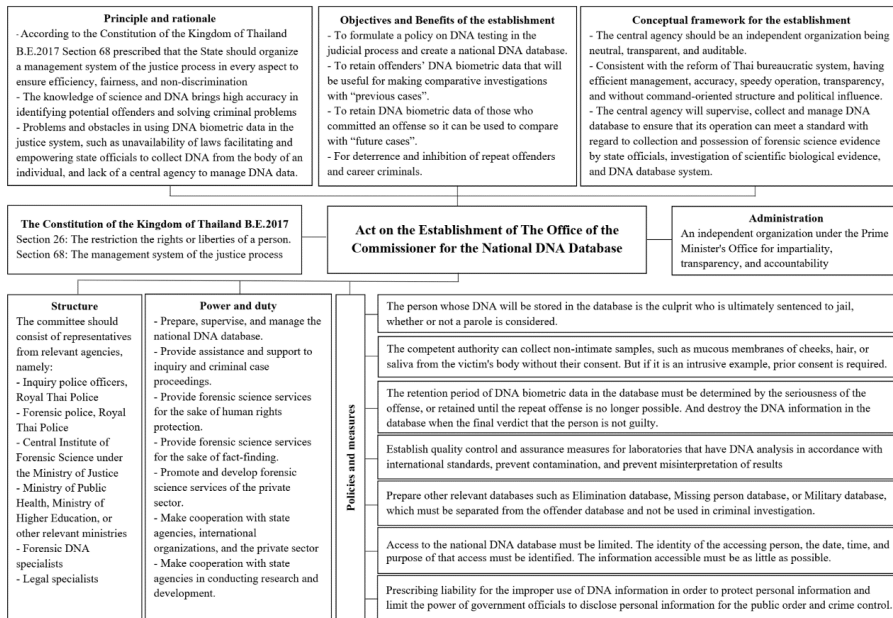 Principle and rationale
- According to the Constitution of the Kingdom of Thailand
B.E.2017 Section 68 prescribed that the State should organize
a management system of the justice process in every aspect to
ensure efficiency, fairness, and non-discrimination
- The knowledge of science and DNA brings high accuracy in
identifying potential offenders and solving criminal problems
- Problems and obstacles in using DNA biometric data in the
justice system, such as unavailability of laws facilitating and
empowering state officials to collect DNA from the body of an
individual, and lack of a central agency to manage DNA data.
Objectives and Benefits of the establishment
- To formulate a policy on DNA testing in the
judicial process and create a national DNA database.
- To retain offenders' DNA biometric data that will
be useful for making comparative investigations
with "previous cases".
- To retain DNA biometric data of those who
committed an offense so it can be used to compare
with "future cases".
- For deterrence and inhibition of repeat offenders
and career criminals.
Conceptual framework for the establishment
- The central agency should be an independent organization being
neutral, transparent, and auditable.
- Consistent with the reform of Thai bureaucratic system, having
efficient management, accuracy, speedy operation, transparency,
and without command-oriented structure and political influence.
- The central agency will supervise, collect and manage DNA
database to ensure that its operation can meet a standard with
regard to collection and possession of forensic science evidence
by state officials, investigation of scientific biological evidence,
and DNA database system.
The Constitution of the Kingdom of Thailand B.E.2017
Section 26: The restriction the rights or liberties of a person.
Section 68: The management system of the justice process
Act on the Establishment of The Office of the
Commissioner for the National DNA Database
Administration
An independent organization under the Prime
Minister's Office for impartiality,
transparency, and accountability
Structure
The committee should
consist of representatives
from relevant agencies,
namely:
- Inquiry police officers,
Royal Thai Police
- Forensic police, Royal
Thai Police
- Central Institute of
Forensic Science under
the Ministry of Justice
- Ministry of Public
Health, Ministry of
Higher Education, or
other relevant ministries
- Forensic DNA
specialists
- Legal specialists
Power and duty
- Prepare, supervise, and manage the
national DNA database.
- Provide assistance and support to
inquiry and criminal case
proceedings.
- Provide forensic science services
for the sake of human rights
protection.
- Provide forensic science services
for the sake of fact-finding.
- Promote and develop forensic
science services of the private
sector.
- Make cooperation with state
agencies, international
organizations, and the private sector
- Make cooperation with state
agencies in conducting research and
development.
Policies and measures
The person whose DNA will be stored in the database is the culprit who is ultimately sentenced to jail,
whether or not a parole is considered.
The competent authority can collect non-intimate samples, such as mucous membranes of cheeks, hair, or
saliva from the victim's body without their consent. But if it is an intrusive example, prior consent is required.
The retention period of DNA biometric data in the database must be determined by the seriousness of the
offense, or retained until the repeat offense is no longer possible. And destroy the DNA information in the
database when the final verdict that the person is not guilty.
Establish quality control and assurance measures for laboratories that have DNA analysis in accordance with
international standards, prevent contamination, and prevent misinterpretation of results
Prepare other relevant databases such as Elimination database, Missing person database, or Military database,
which must be separated from the offender database and not be used in criminal investigation.
Access to the national DNA database must be limited. The identity of the accessing person, the date, time, and
purpose of that access must be identified. The information accessible must be as little as possible.
Prescribing liability for the improper use of DNA information in order to protect personal information and
limit the power of government officials to disclose personal information for the public order and crime control.